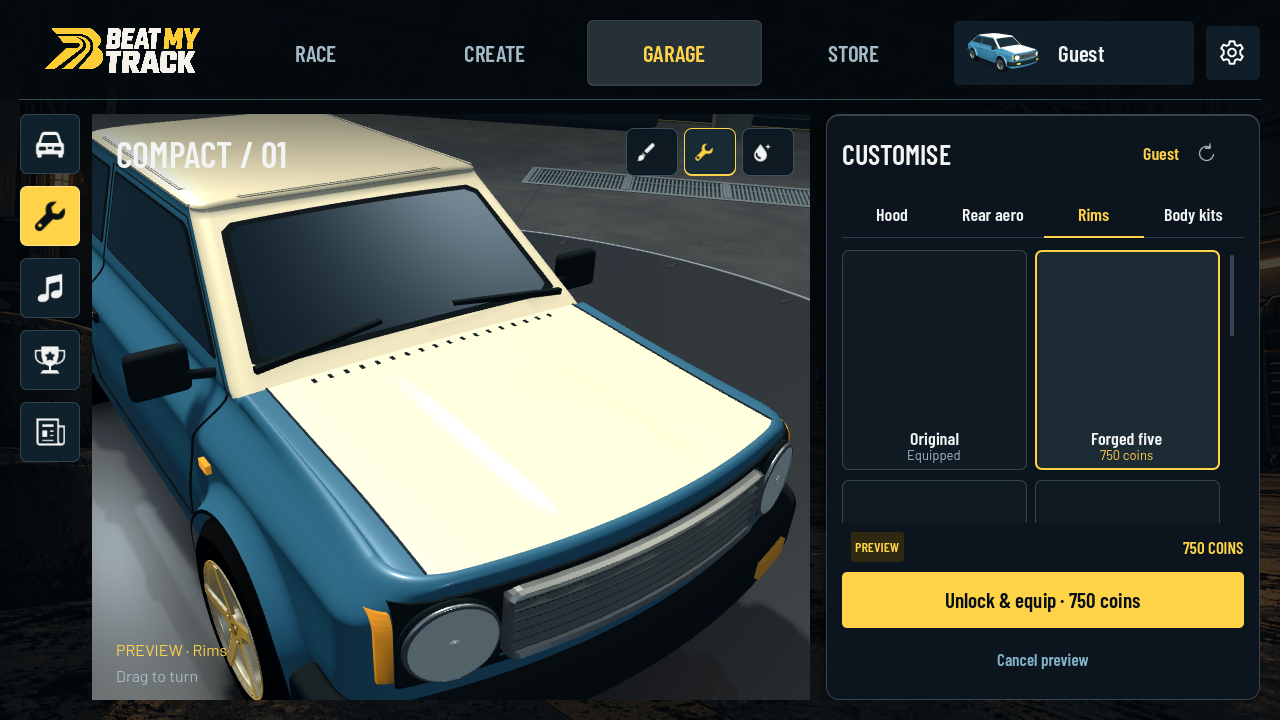 BEAT MY
TRACK
RACE
CREATE
GARAGE
STORE
Guest
COMPACT / 01
CUSTOMISE
Guest
Hood
Rear aero
Rims
Body kits
Original
Equipped
Forged five
750 coins
PREVIEW
750 COINS
Unlock & equip · 750 coins
Cancel preview
PREVIEW · Rims
Drag to turn